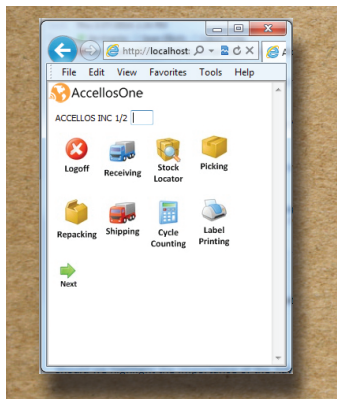 http://localhost:
File Edit View Favorites Tools Help
AccellosOne
ACCELLOS INC 1/2
Logoff Receiving Stock Locator Picking
Repacking Shipping Cycle Counting Label Printing
Next